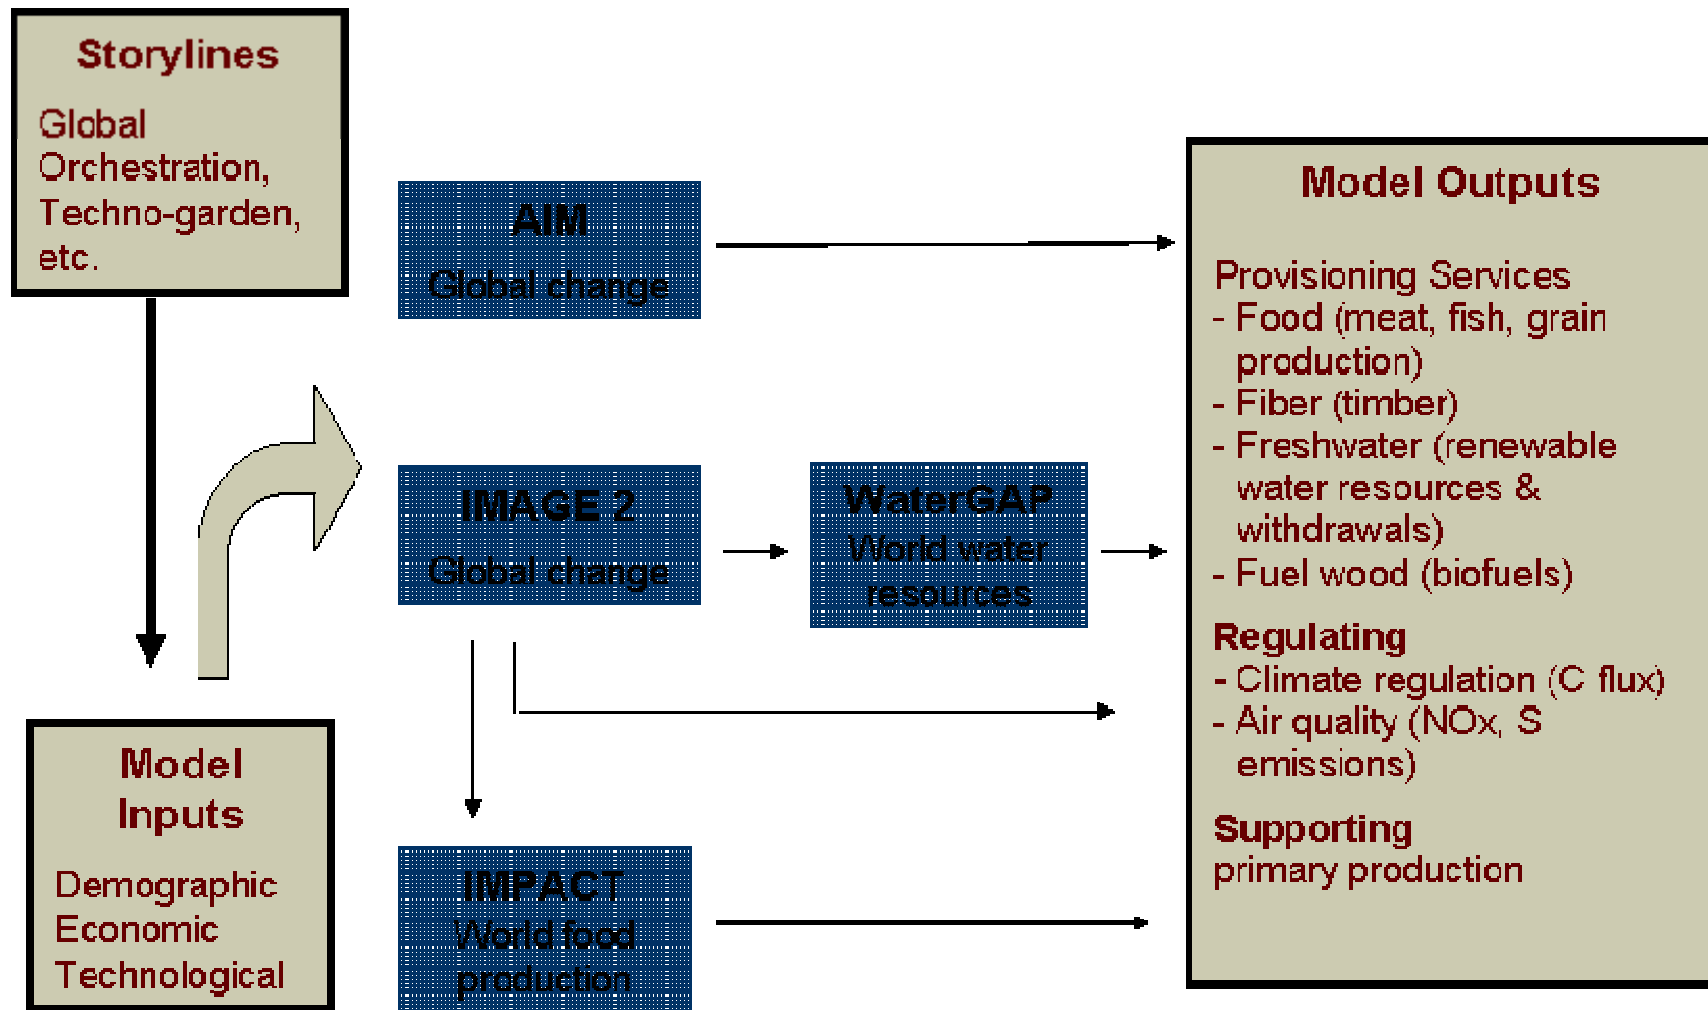 Storylines
Global
Orchestration,
Techno-garden,
etc.
Model
Inputs
Demographic
Economic
Technological
AIM
Global change
IMAGE 2
Global change
WaterGAP
World water
resources
IMPACT
World food
production
Model Outputs
Provisioning Services
- Food (meat, fish, grain
production)
- Fiber (timber)
- Freshwater (renewable
water resources &
withdrawals)
- Fuel wood (biofuels)
Regulating
- Climate regulation (C flux)
- Air quality (NOx, S
emissions)
Supporting
primary production